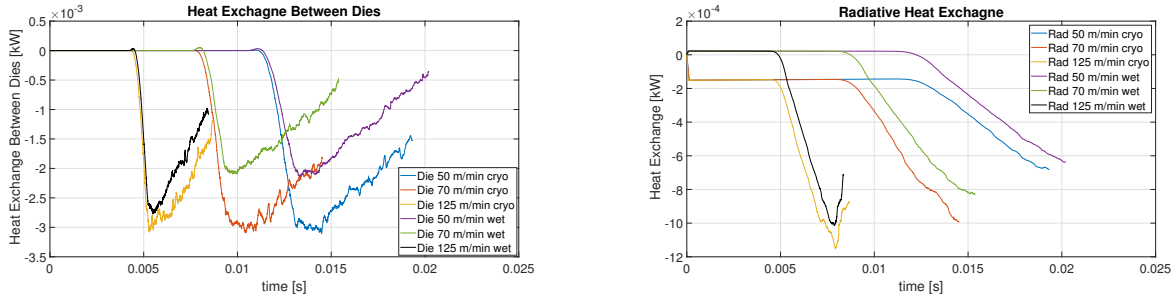 Heat Exchagne Between Dies
×10⁻³
0.5
0
-0.5
-1
-1.5
-2
-2.5
-3
-3.5
Heat Exchange Between Dies [kW]
0
0.005
0.01
0.015
0.02
0.025
time [s]
Die 50 m/min cryo
Die 70 m/min cryo
Die 125 m/min cryo
Die 50 m/min wet
Die 70 m/min wet
Die 125 m/min wet
Radiative Heat Exchagne
×10⁻⁴
2
0
-2
-4
-6
-8
-10
-12
Heat Exchange [kW]
0
0.005
0.01
0.015
0.02
0.025
time [s]
Rad 50 m/min cryo
Rad 70 m/min cryo
Rad 125 m/min cryo
Rad 50 m/min wet
Rad 70 m/min wet
Rad 125 m/min wet